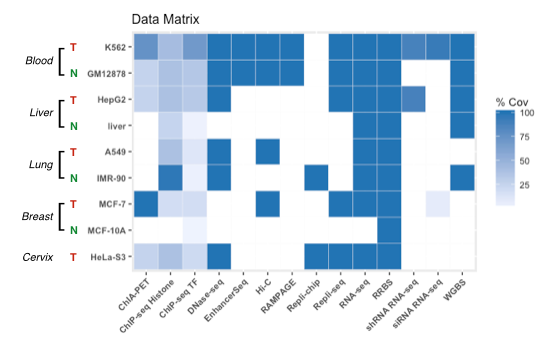 Data Matrix
Blood
T K562
N GM12878
Liver
T HepG2
N liver
Lung
T A549
N IMR-90
Breast
T MCF-7
N MCF-10A
Cervix T HeLa-S3
ChIA-PET
ChIP-seq Histone
ChIP-seq TF
DNase-seq
EnhancerSeq
Hi-C
RAMPAGE
Repli-chip
Repli-seq
RNA-seq
RRBS
shRNA RNA-seq
siRNA RNA-seq
WGBS
% Cov
100
75
50
25